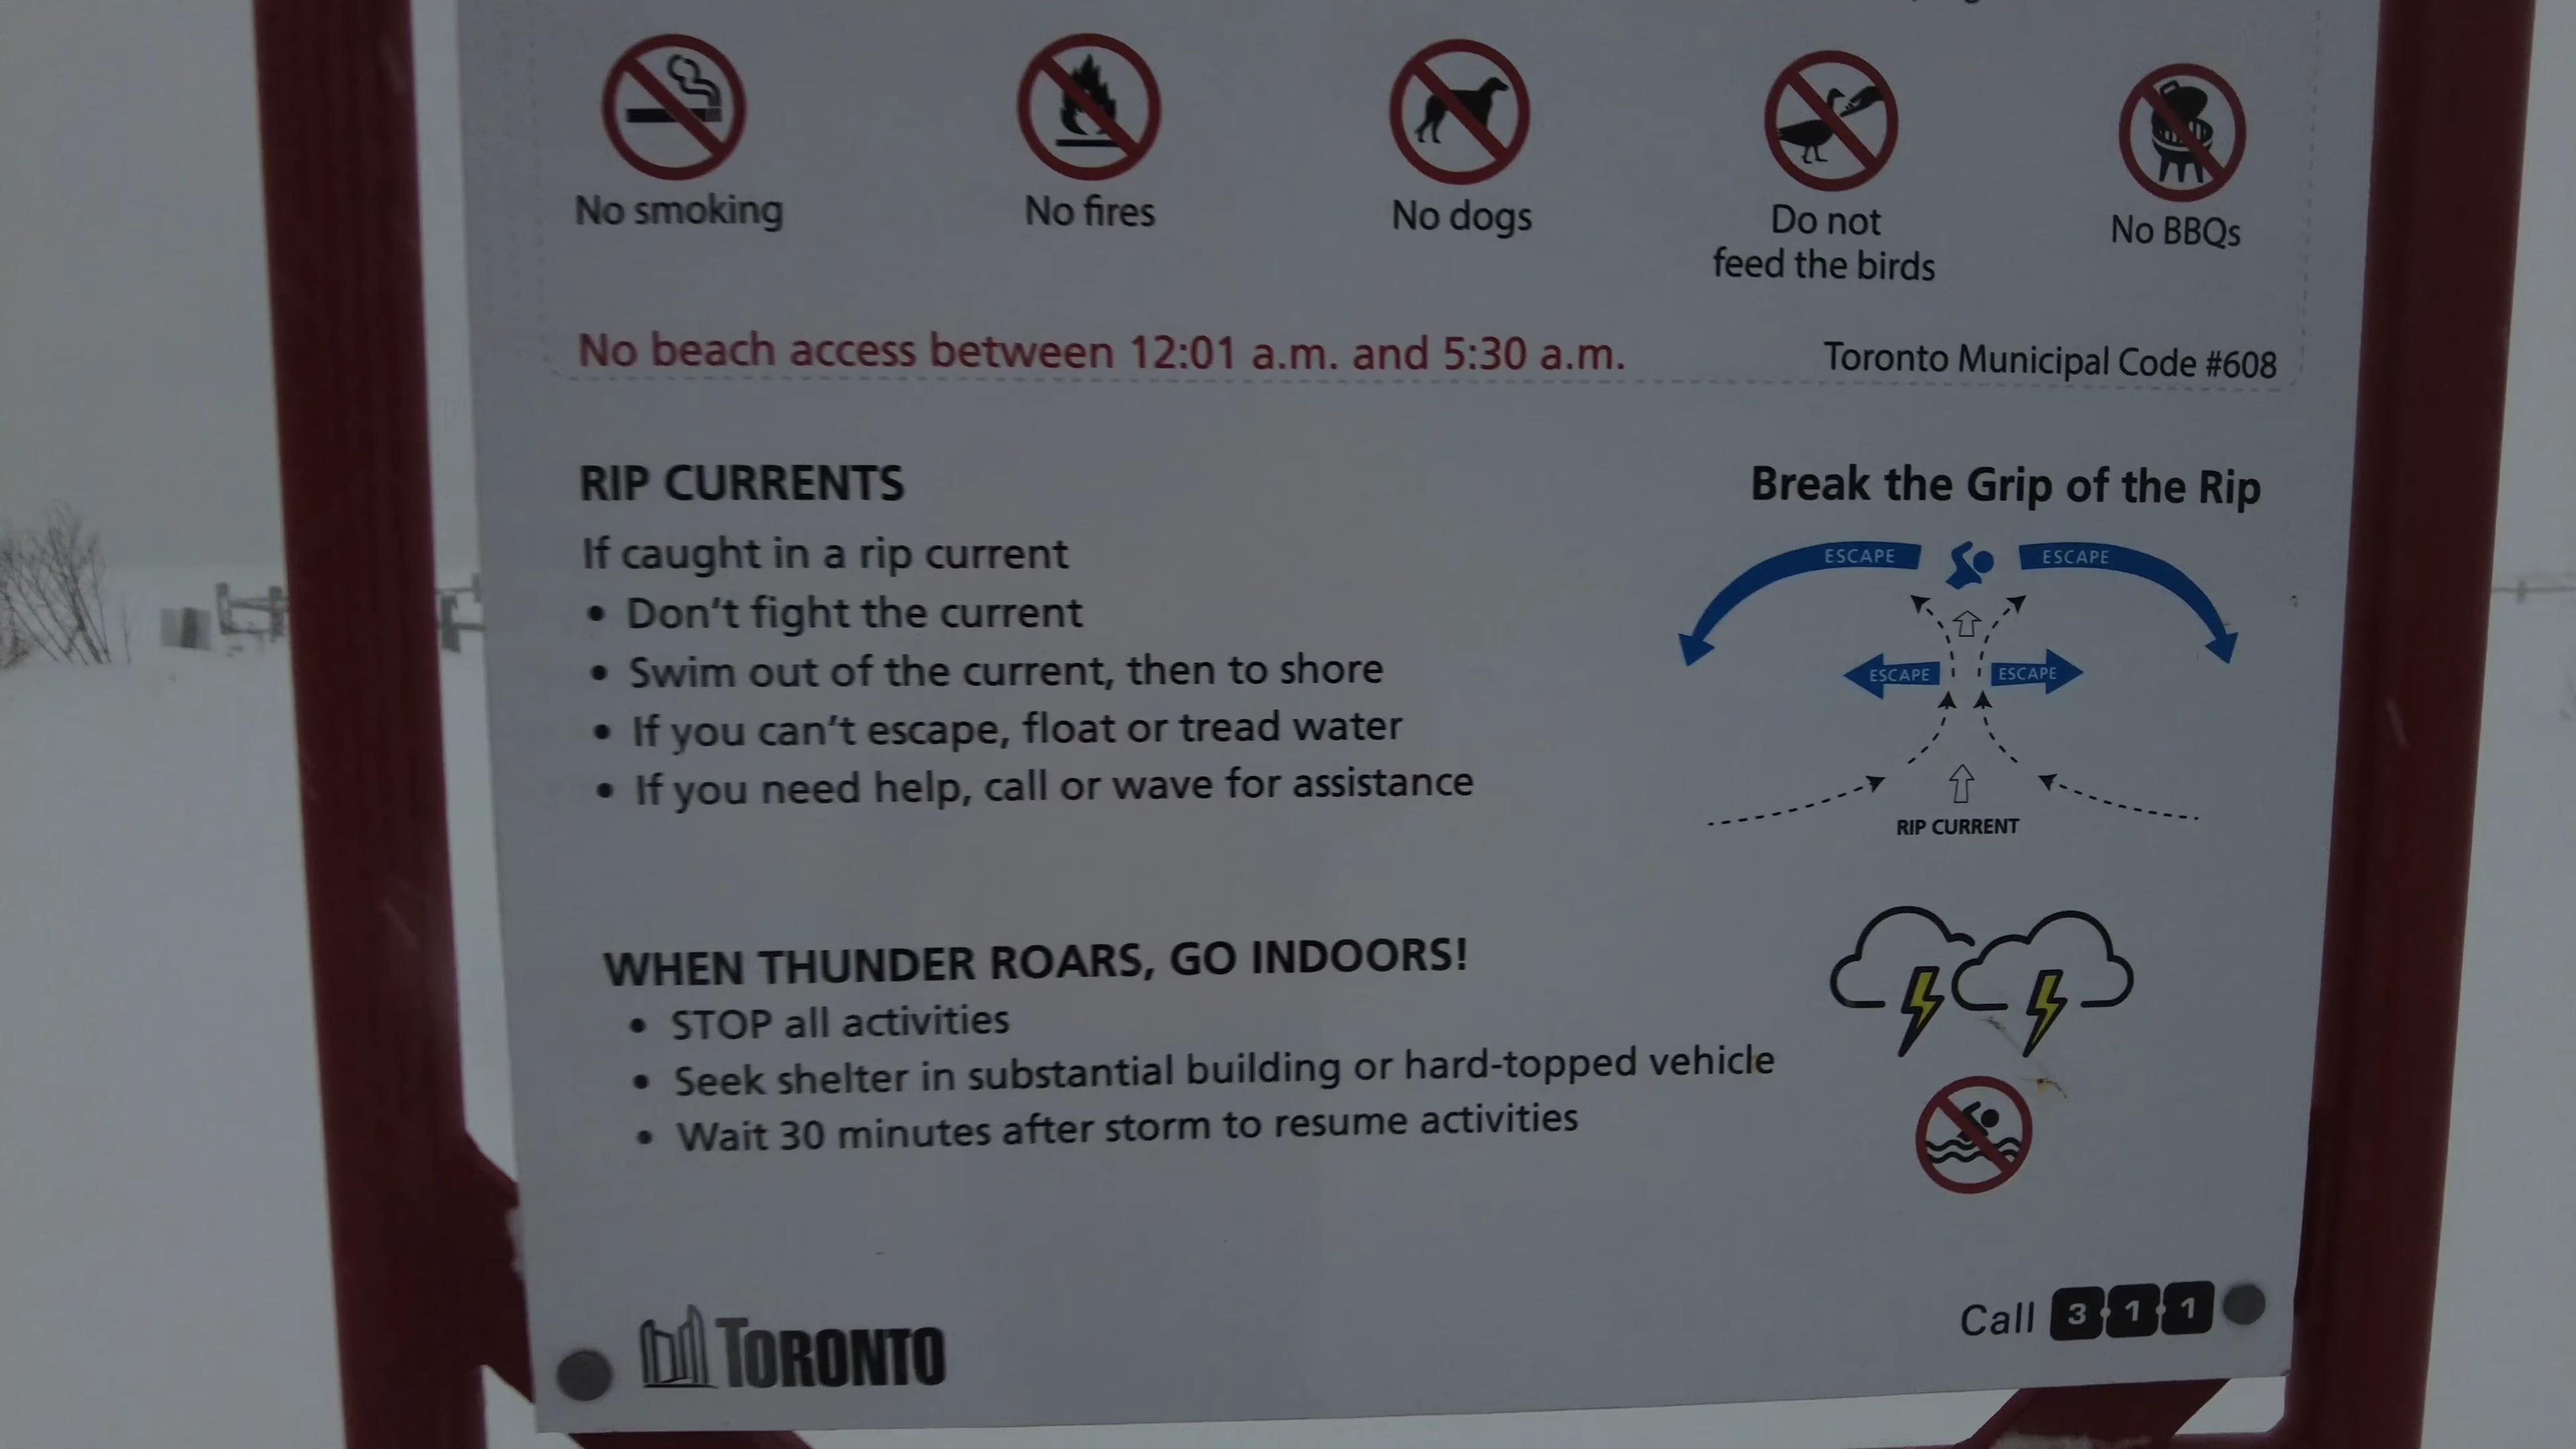 No smoking
No fires
No dogs
Do not
feed the birds
No BBQs
No beach access between 12:01 a.m. and 5:30 a.m.
Toronto Municipal Code #608
RIP CURRENTS
If caught in a rip current
• Don't fight the current
• Swim out of the current, then to shore
• If you can't escape, float or tread water
• If you need help, call or wave for assistance
Break the Grip of the Rip
ESCAPE ESCAPE
ESCAPE ESCAPE
RIP CURRENT
WHEN THUNDER ROARS, GO INDOORS!
• STOP all activities
• Seek shelter in substantial building or hard-topped vehicle
• Wait 30 minutes after storm to resume activities
TORONTO
Call 3·1·1